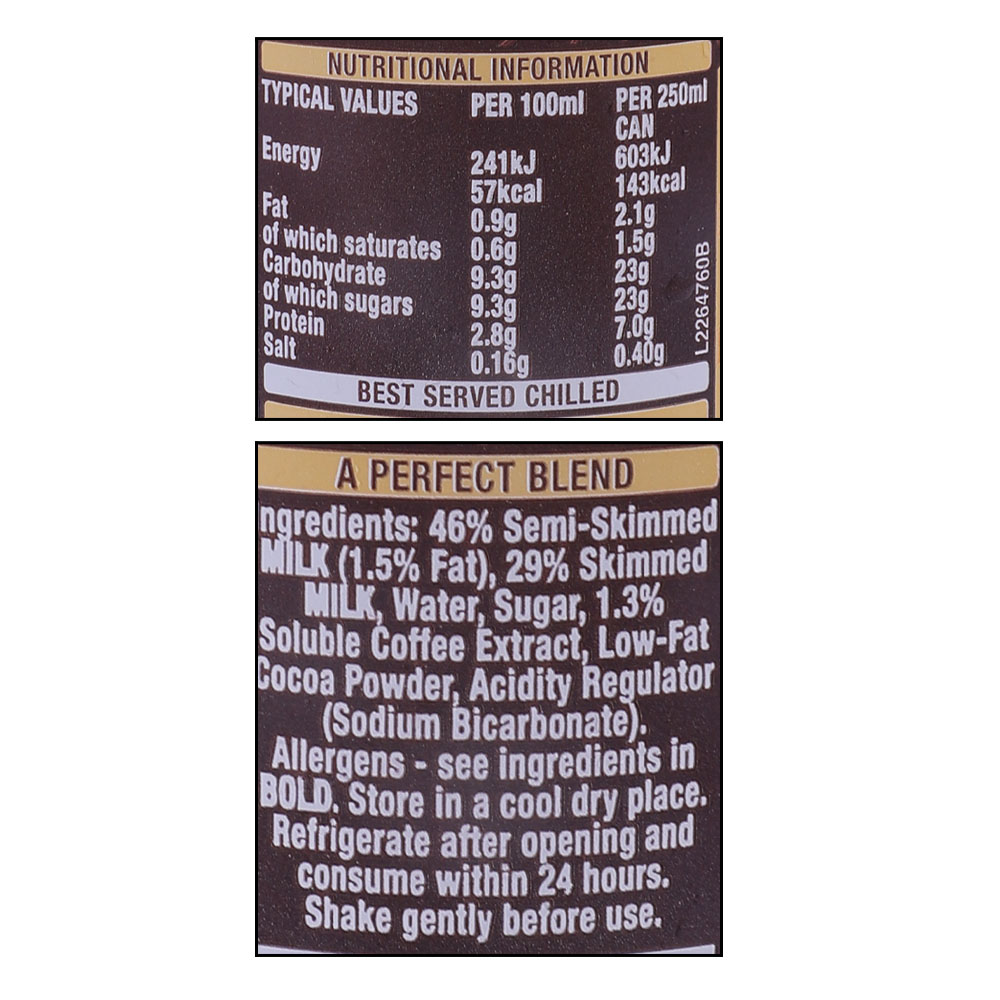 NUTRITIONAL INFORMATION
TYPICAL VALUES PER 100ml PER 250ml
CAN
Energy 241kJ 603kJ
57kcal 143kcal
Fat 0.9g 2.1g
of which saturates 0.6g 1.5g
Carbohydrate 9.3g 23g
of which sugars 9.3g 23g
Protein 2.8g 7.0g
Salt 0.16g 0.40g
L2264760B
BEST SERVED CHILLED
A PERFECT BLEND
ngredients: 46% Semi-Skimmed
MILK (1.5% Fat), 29% Skimmed
MILK, Water, Sugar, 1.3%
Soluble Coffee Extract, Low-Fat
Cocoa Powder, Acidity Regulator
(Sodium Bicarbonate).
Allergens - see ingredients in
BOLD. Store in a cool dry place.
Refrigerate after opening and
consume within 24 hours.
Shake gently before use.